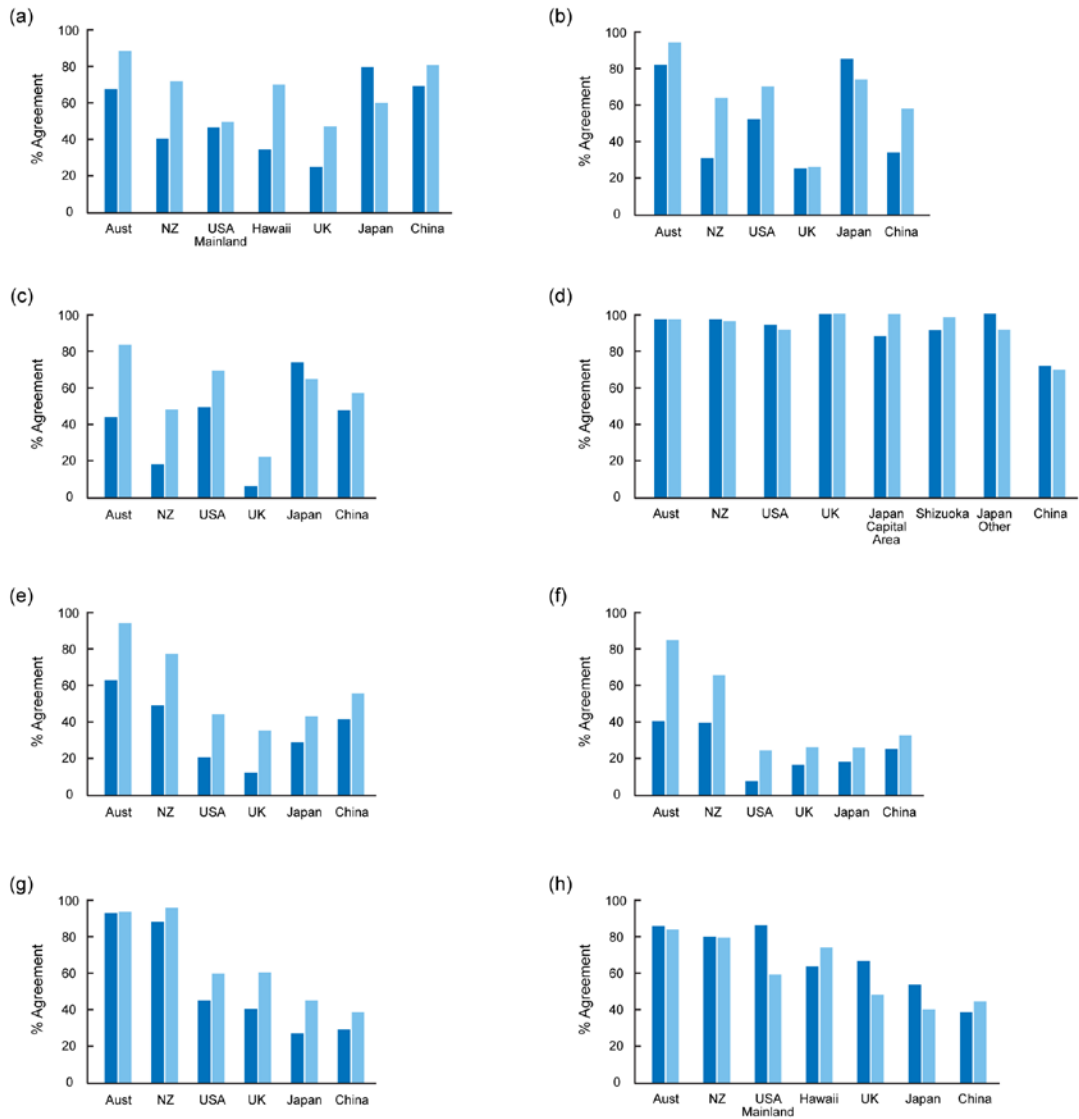 (a)
% Agreement
100
80
60
40
20
0
Aust NZ USA Hawaii UK Japan China
Mainland
(b)
% Agreement
100
80
60
40
20
0
Aust NZ USA UK Japan China
(c)
% Agreement
100
80
60
40
20
0
Aust NZ USA UK Japan China
(d)
% Agreement
100
80
60
40
20
0
Aust NZ USA UK Japan Shizuoka Japan China
Capital Other
Area
(e)
% Agreement
100
80
60
40
20
0
Aust NZ USA UK Japan China
(f)
% Agreement
100
80
60
40
20
0
Aust NZ USA UK Japan China
(g)
% Agreement
100
80
60
40
20
0
Aust NZ USA UK Japan China
(h)
% Agreement
100
80
60
40
20
0
Aust NZ USA Hawaii UK Japan China
Mainland